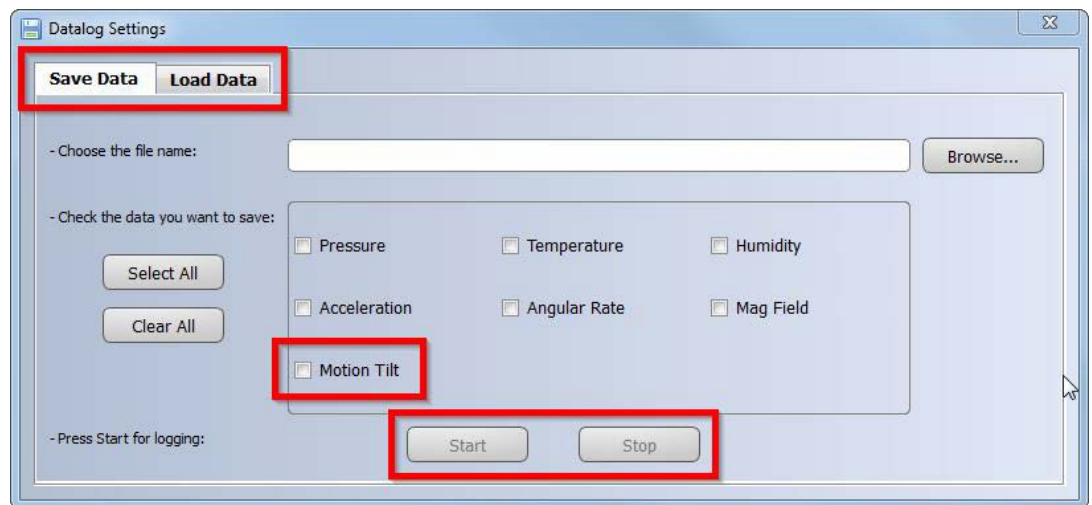 Datalog Settings
Save Data Load Data
- Choose the file name: Browse...
- Check the data you want to save:
Pressure Temperature Humidity
Select All
Acceleration Angular Rate Mag Field
Clear All
Motion Tilt
- Press Start for logging: Start Stop